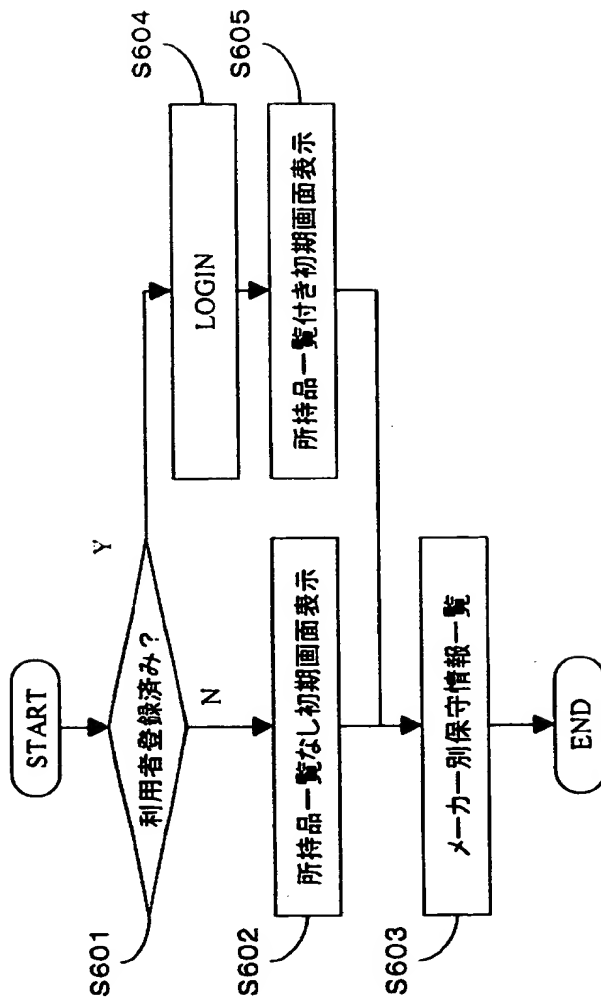 START
S601
利用者登録済み?
Y
N
S604
LOGIN
S602
所持品一覧なし初期画面表示
S605
所持品一覧付き初期画面表示
S603
メーカー別保守情報一覧
END